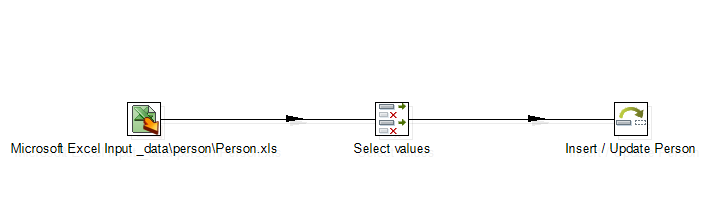 Microsoft Excel Input _data\person\Person.xls
Select values
Insert / Update Person